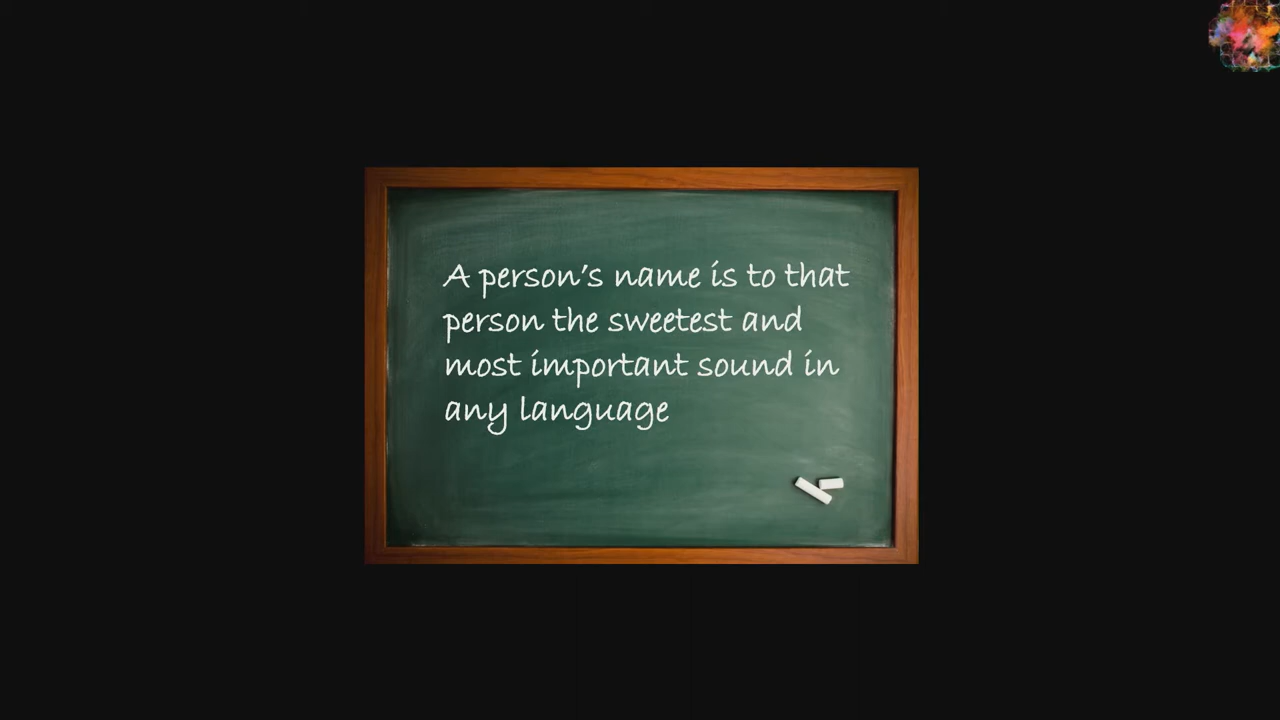 A person's name is to that
person the sweetest and
most important sound in
any language